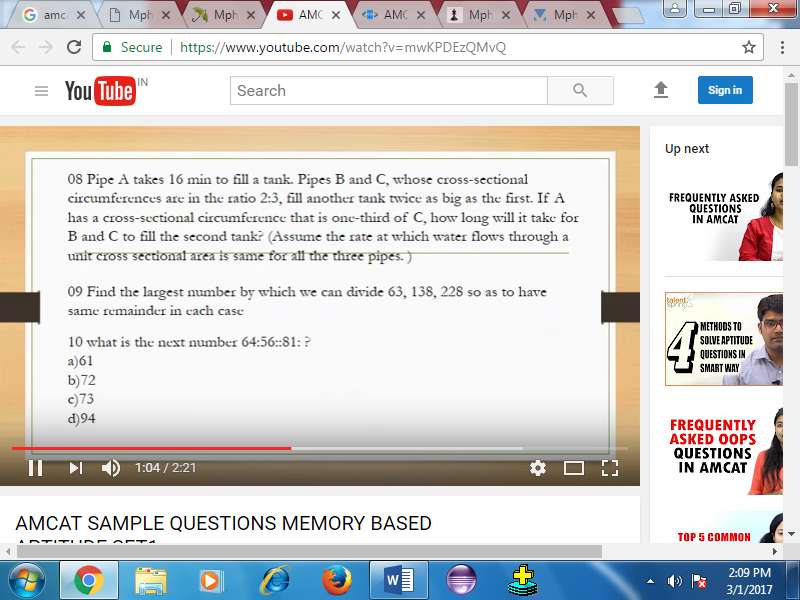 amca
Mph
Mph
AMC
AMC
Mph
Mph
Secure
https://www.youtube.com/watch?v=mwKPDEzQMvQ
YouTube IN
Search
Sign in
08 Pipe A takes 16 min to fill a tank. Pipes B and C, whose cross-sectional
circumferences are in the ratio 2:3, fill another tank twice as big as the first. If A
has a cross-sectional circumference that is one-third of C, how long will it take for
B and C to fill the second tank? (Assume the rate at which water flows through a
unit cross sectional area is same for all the three pipes. )
09 Find the largest number by which we can divide 63, 138, 228 so as to have
same remainder in each case
10 what is the next number 64:56::81: ?
a)61
b)72
c)73
d)94
1:04 / 2:21
AMCAT SAMPLE QUESTIONS MEMORY BASED
APTITUDE SET1
Up next
FREQUENTLY ASKED
QUESTIONS
IN AMCAT
talent
4 METHODS TO
SOLVE APTITUDE
QUESTIONS IN
SMART WAY
FREQUENTLY
ASKED OOPS
QUESTIONS
IN AMCAT
TOP 5 COMMON
2:09 PM
3/1/2017